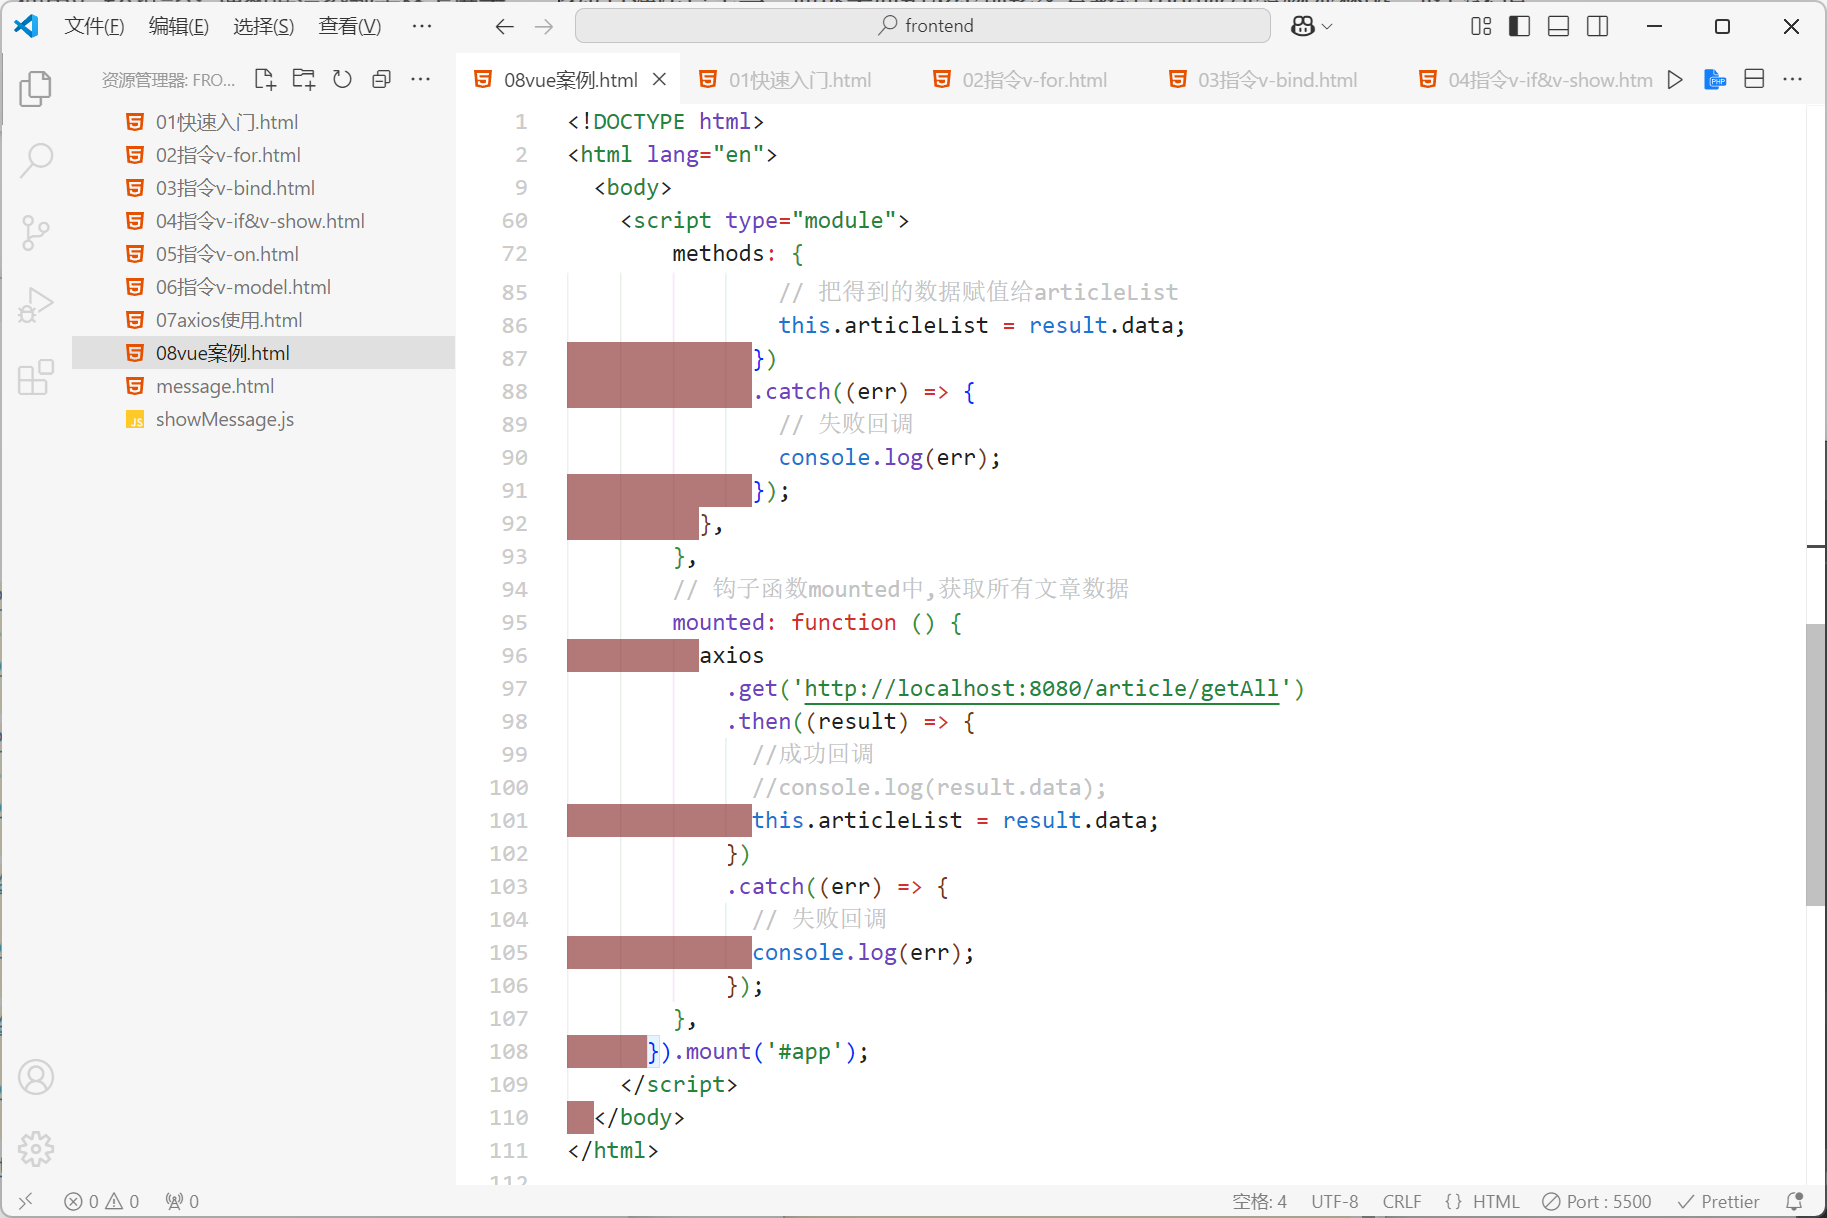 文件(F) 编辑(E) 选择(S) 查看(V) ··· frontend
资源管理器: FRO...
01快速入门.html
02指令v-for.html
03指令v-bind.html
04指令v-if&v-show.html
05指令v-on.html
06指令v-model.html
07axios使用.html
08vue案例.html
message.html
showMessage.js
08vue案例.html 01快速入门.html 02指令v-for.html 03指令v-bind.html 04指令v-if&v-show.htm
1 <!DOCTYPE html>
2 <html lang="en">
9 <body>
60 <script type="module">
72 methods: {
85 // 把得到的数据赋值给articleList
86 this.articleList = result.data;
87 })
88 .catch((err) => {
89 // 失败回调
90 console.log(err);
91 });
92 },
93 },
94 // 钩子函数mounted中,获取所有文章数据
95 mounted: function () {
96 axios
97 .get('http://localhost:8080/article/getAll')
98 .then((result) => {
99 //成功回调
100 //console.log(result.data);
101 this.articleList = result.data;
102 })
103 .catch((err) => {
104 // 失败回调
105 console.log(err);
106 });
107 },
108 }).mount('#app');
109 </script>
110 </body>
111 </html>
112
0 0 0 空格: 4 UTF-8 CRLF {} HTML Port : 5500 Prettier